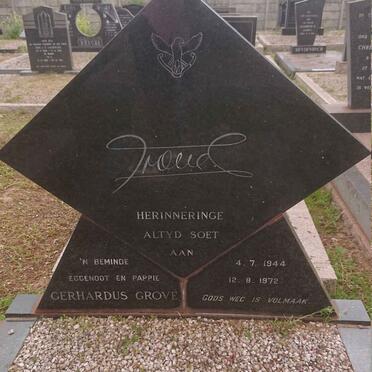 HERINNERINGE
ALTYD SOET
AAN
'N BEMINDE
EGGENOOT EN PAPPIE
GERHARDUS GROVE
4.7.1944
12.8.1972
GODS WEG IS VOLMAAK